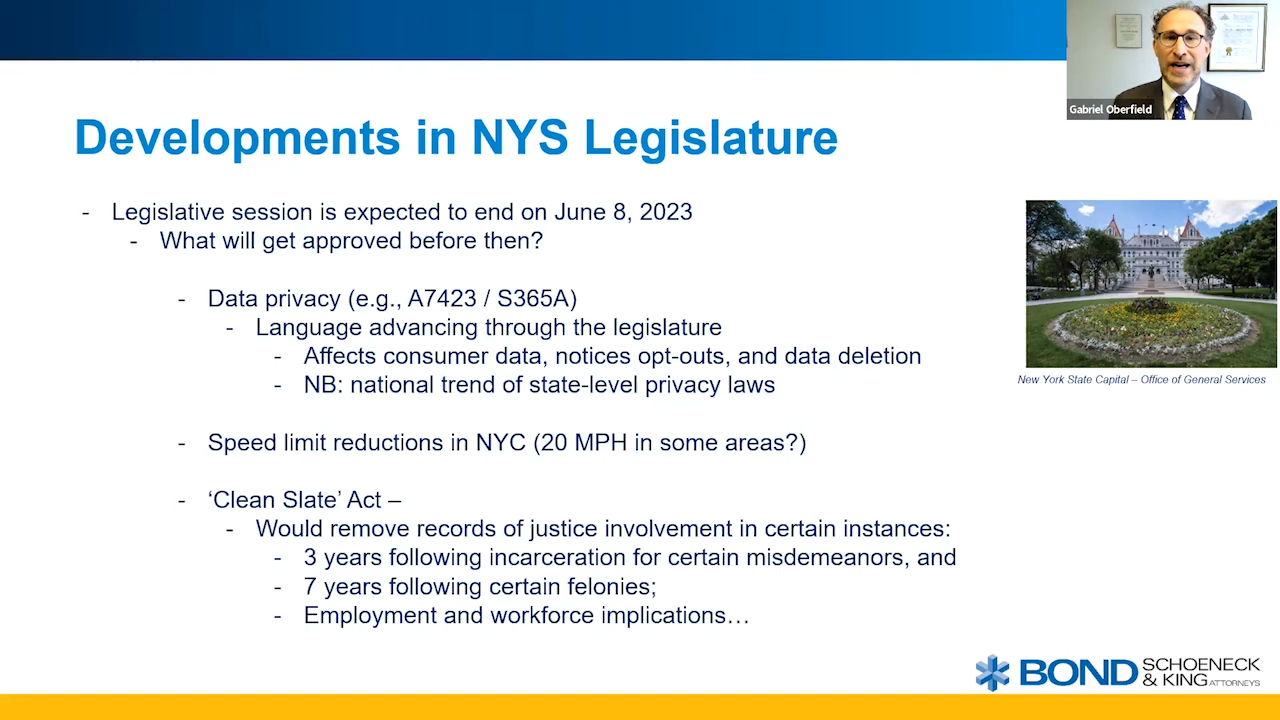 Gabriel Oberfield
Developments in NYS Legislature
- Legislative session is expected to end on June 8, 2023
- What will get approved before then?
- Data privacy (e.g., A7423 / S365A)
- Language advancing through the legislature
- Affects consumer data, notices opt-outs, and data deletion
- NB: national trend of state-level privacy laws
- Speed limit reductions in NYC (20 MPH in some areas?)
- ‘Clean Slate’ Act –
- Would remove records of justice involvement in certain instances:
- 3 years following incarceration for certain misdemeanors, and
- 7 years following certain felonies;
- Employment and workforce implications…
New York State Capital – Office of General Services
BOND SCHOENECK
& KING ATTORNEYS